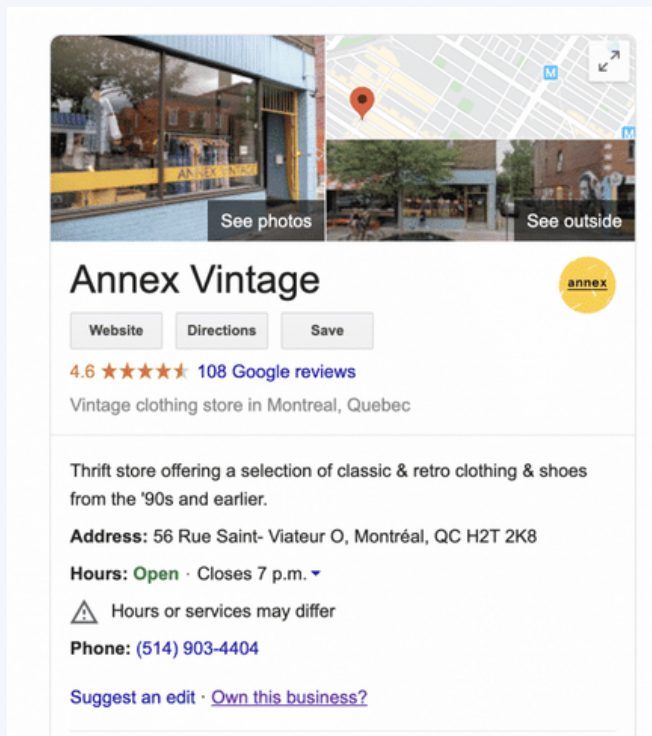 M
M
ANNEX VINTAGE
See photos
See outside
Annex Vintage
annex
Website
Directions
Save
4.6 108 Google reviews
Vintage clothing store in Montreal, Quebec
Thrift store offering a selection of classic & retro clothing & shoes
from the '90s and earlier.
Address: 56 Rue Saint- Viateur O, Montréal, QC H2T 2K8
Hours: Open · Closes 7 p.m.
Hours or services may differ
Phone: (514) 903-4404
Suggest an edit · Own this business?